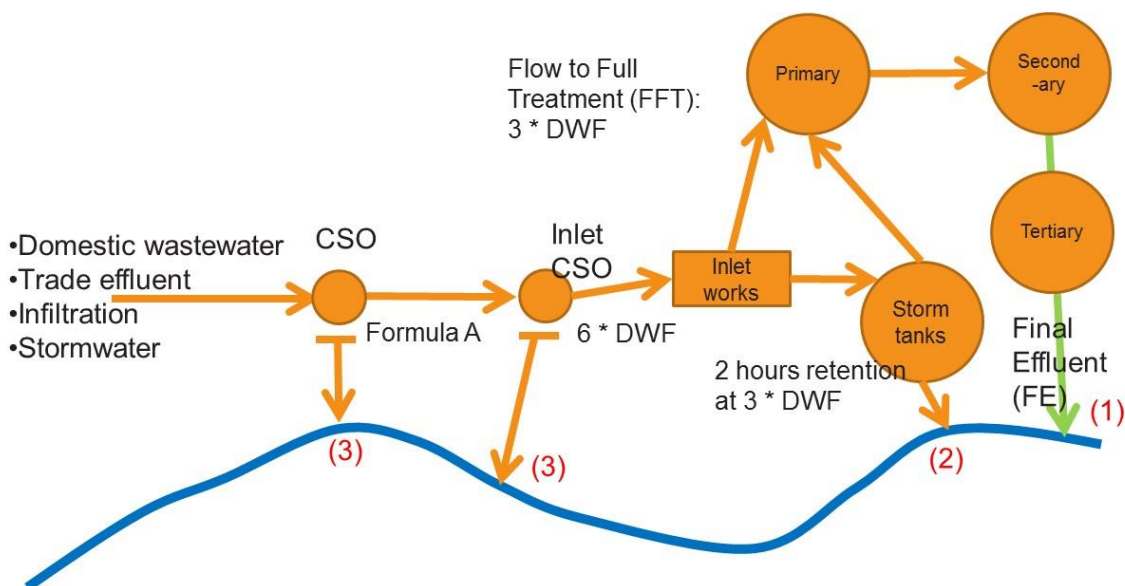 Flow to Full
Treatment (FFT):
3 * DWF
Primary
Second
-ary
•Domestic wastewater
•Trade effluent
•Infiltration
•Stormwater
CSO
Formula A
Inlet
CSO
6 * DWF
Inlet
works
Storm
tanks
2 hours retention
at 3 * DWF
Tertiary
Final
Effluent
(FE)
(1)
(2)
(3)
(3)